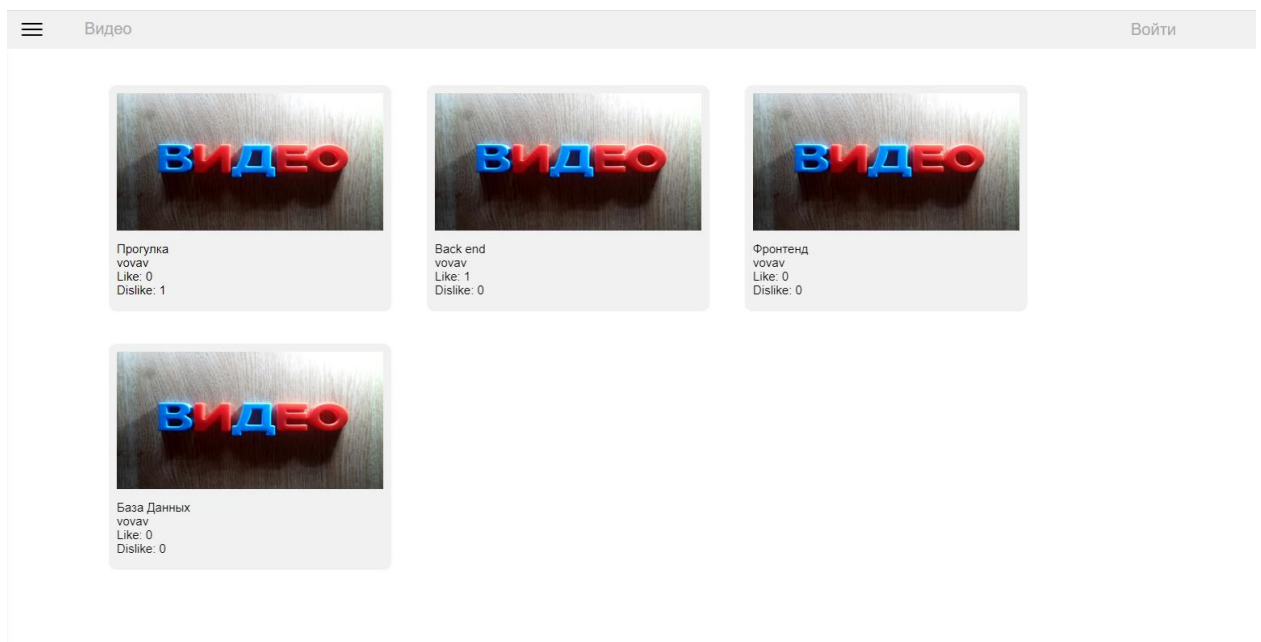 Видео
Войти
ВИДЕО
Прогулка
vovav
Like: 0
Dislike: 1
ВИДЕО
Back end
vovav
Like: 1
Dislike: 0
ВИДЕО
Фронтенд
vovav
Like: 0
Dislike: 0
ВИДЕО
База Данных
vovav
Like: 0
Dislike: 0